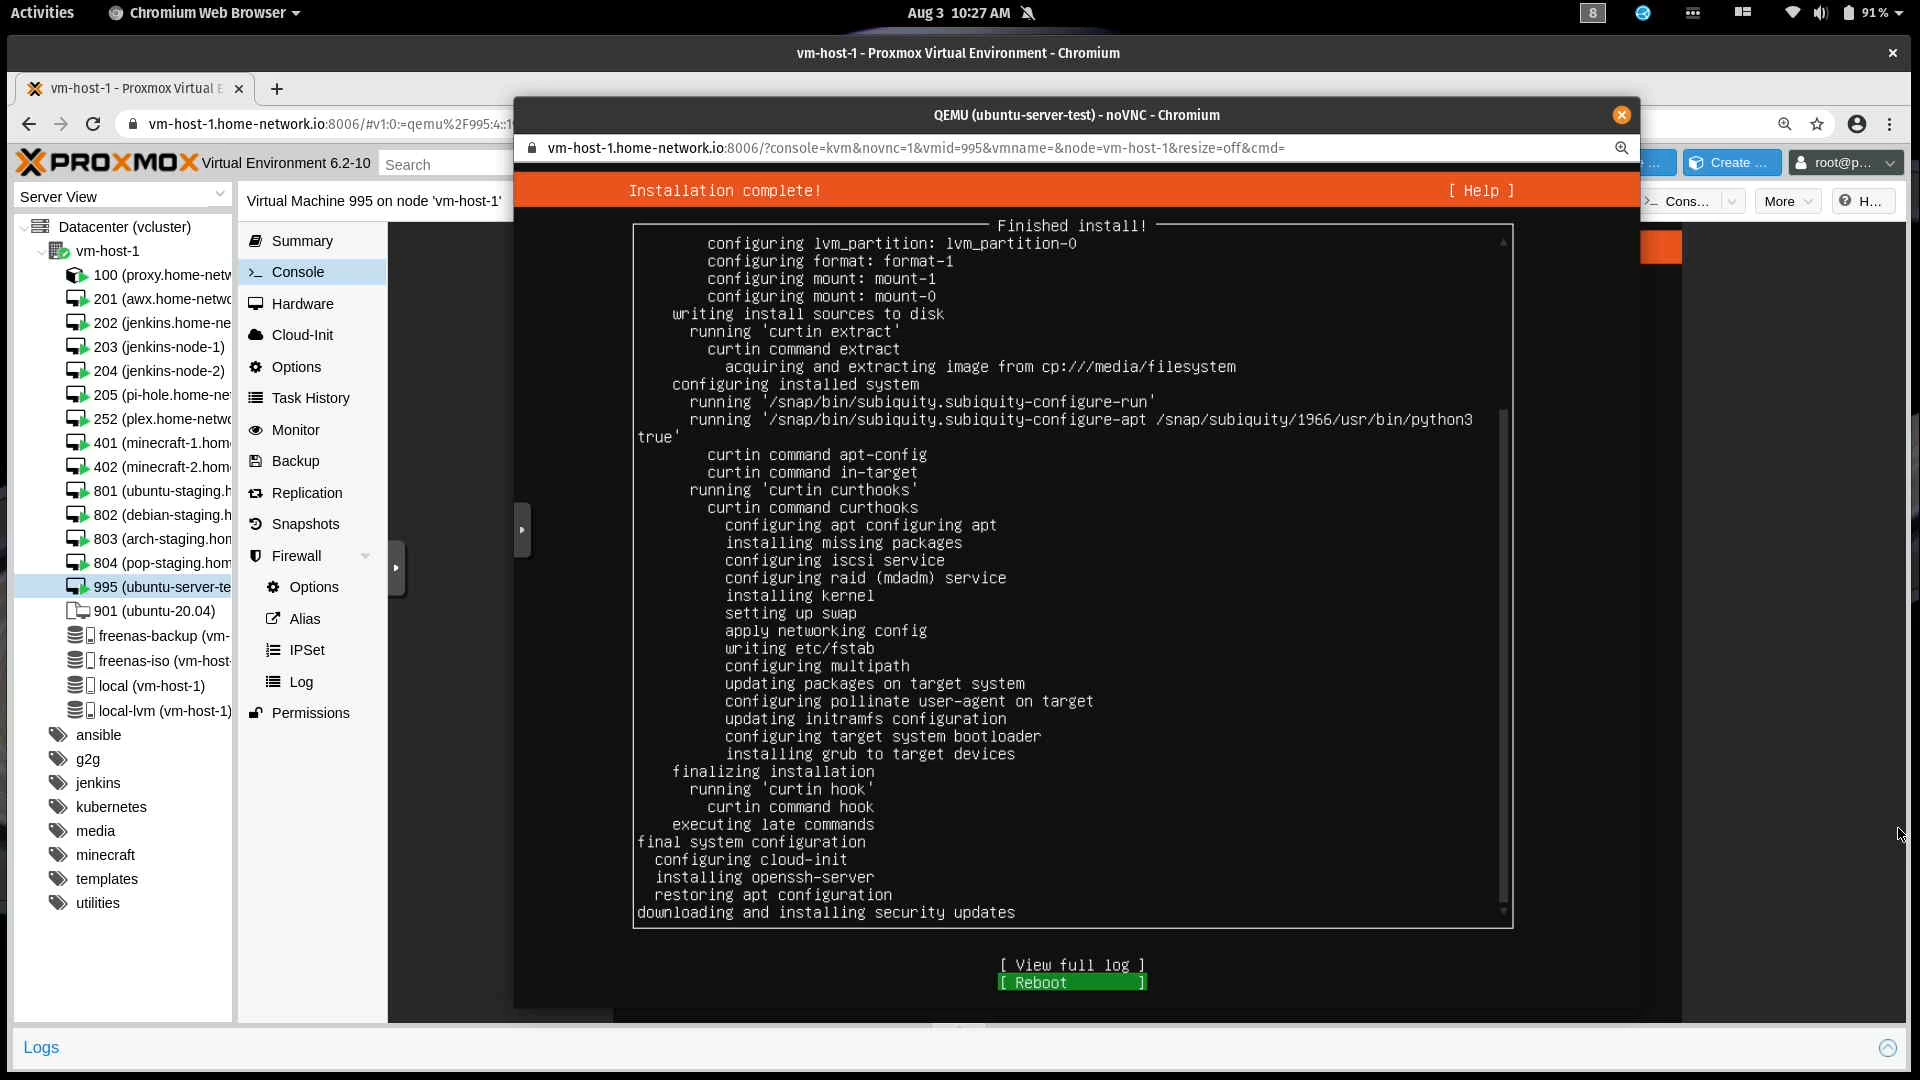 Activities
Chromium Web Browser
Aug 3 10:27 AM
8
91 %
vm-host-1 - Proxmox Virtual Environment - Chromium
vm-host-1 - Proxmox Virtual E
vm-host-1.home-network.io:8006/#v1:0:=qemu%2F995:4::1
QEMU (ubuntu-server-test) - noVNC - Chromium
vm-host-1.home-network.io:8006/?console=kvm&novnc=1&vmid=995&vmname=&node=vm-host-1&resize=off&cmd=
PROXMOX
Virtual Environment 6.2-10
Search
...
Create ...
root@p...
Server View
Virtual Machine 995 on node 'vm-host-1'
Cons...
More
H...
Datacenter (vcluster)
vm-host-1
100 (proxy.home-netw
201 (awx.home-netwo
202 (jenkins.home-ne
203 (jenkins-node-1)
204 (jenkins-node-2)
205 (pi-hole.home-ne
252 (plex.home-netwo
401 (minecraft-1.hom
402 (minecraft-2.hom
801 (ubuntu-staging.h
802 (debian-staging.h
803 (arch-staging.hom
804 (pop-staging.hom
995 (ubuntu-server-te
901 (ubuntu-20.04)
freenas-backup (vm-
freenas-iso (vm-host-
local (vm-host-1)
local-lvm (vm-host-1)
ansible
g2g
jenkins
kubernetes
media
minecraft
templates
utilities
Summary
Console
Hardware
Cloud-Init
Options
Task History
Monitor
Backup
Replication
Snapshots
Firewall
Options
Alias
IPSet
Log
Permissions
Installation complete!
[ Help ]
Finished install!
configuring lvm_partition: lvm_partition-0
configuring format: format-1
configuring mount: mount-1
configuring mount: mount-0
writing install sources to disk
running 'curtin extract'
curtin command extract
acquiring and extracting image from cp:///media/filesystem
configuring installed system
running '/snap/bin/subiquity.subiquity-configure-run'
running '/snap/bin/subiquity.subiquity-configure-apt /snap/subiquity/1966/usr/bin/python3
true'
curtin command apt-config
curtin command in-target
running 'curtin curthooks'
curtin command curthooks
configuring apt configuring apt
installing missing packages
configuring iscsi service
configuring raid (mdadm) service
installing kernel
setting up swap
apply networking config
writing etc/fstab
configuring multipath
updating packages on target system
configuring pollinate user-agent on target
updating initramfs configuration
configuring target system bootloader
installing grub to target devices
finalizing installation
running 'curtin hook'
curtin command hook
executing late commands
final system configuration
configuring cloud-init
installing openssh-server
restoring apt configuration
downloading and installing security updates
[ View full log ]
[ Reboot ]
Logs